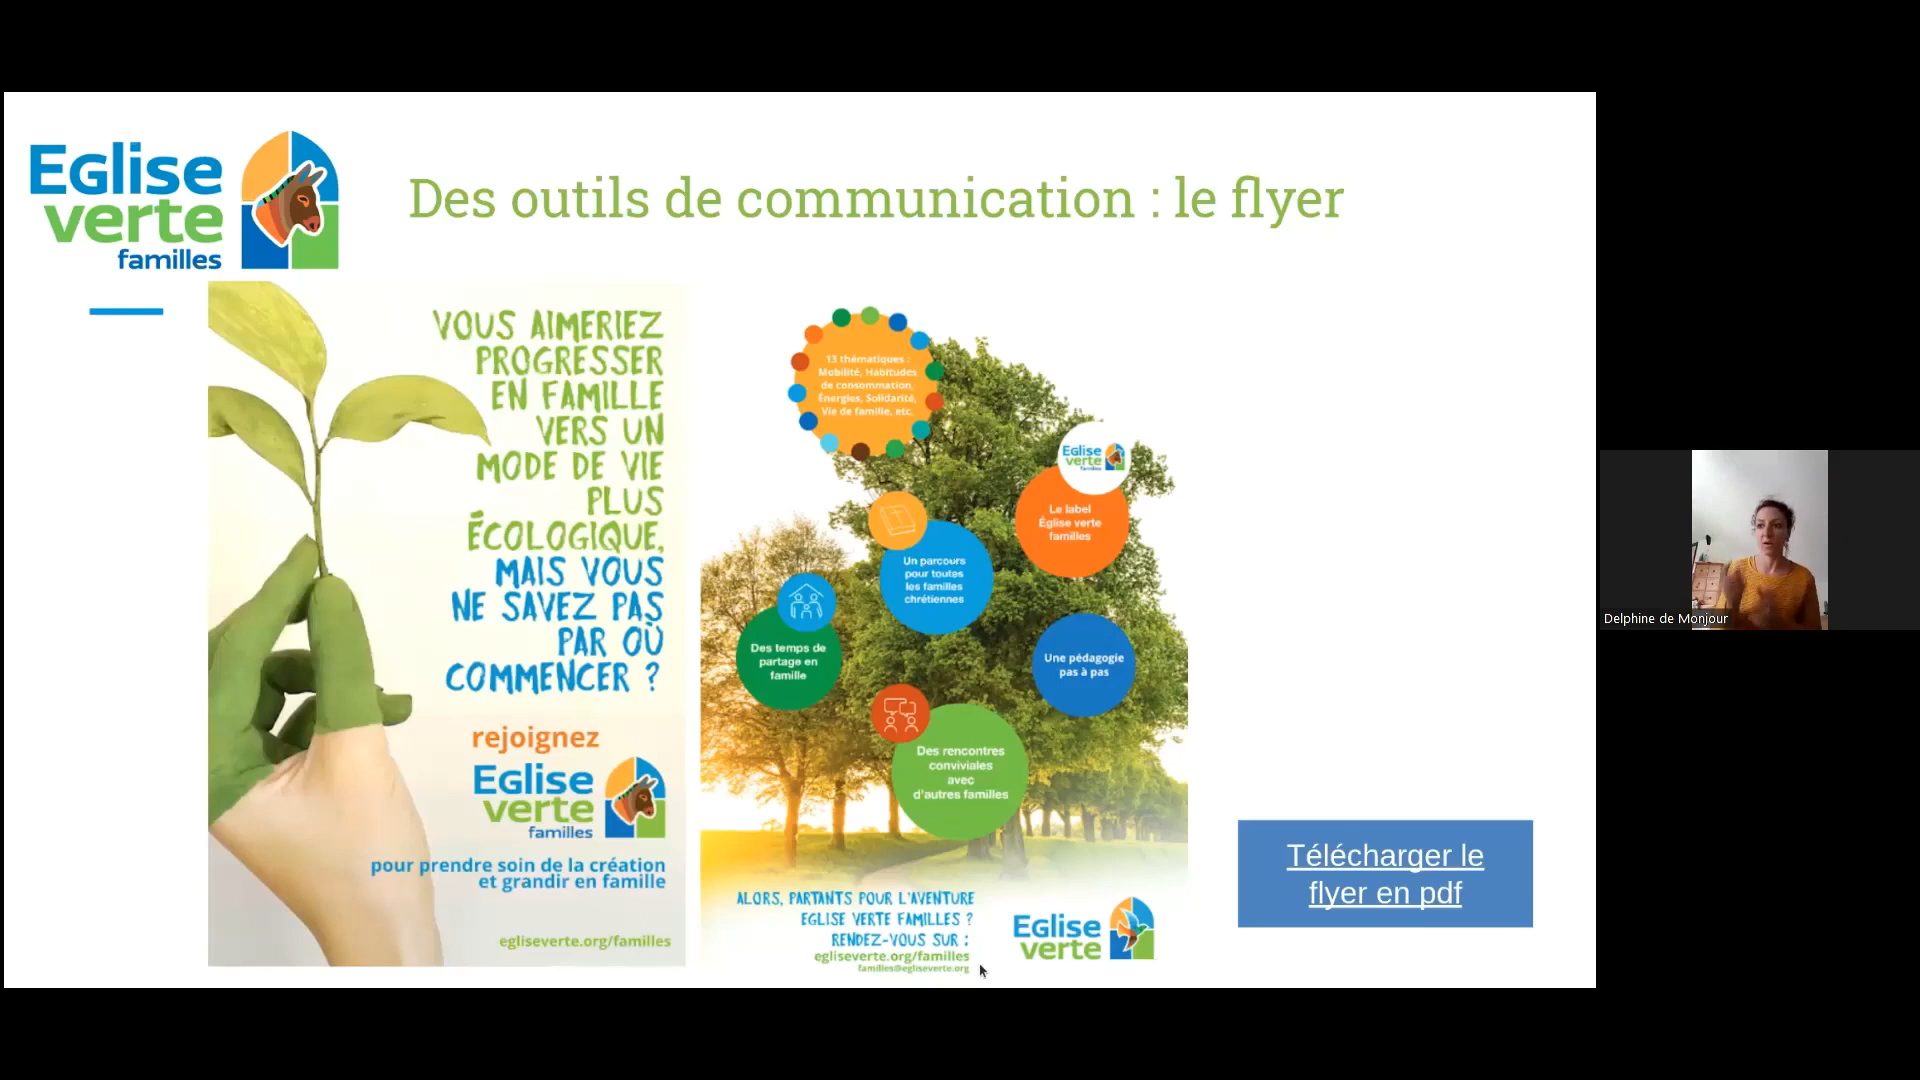 Eglise
verte
familles
Des outils de communication : le flyer
VOUS AIMERIEZ
PROGRESSER
EN FAMILLE
VERS UN
MODE DE VIE
PLUS
ÉCOLOGIQUE,
MAIS VOUS
NE SAVEZ PAS
PAR OÙ
COMMENCER ?
rejoignez
Eglise
verte
familles
pour prendre soin de la création
et grandir en famille
egliseverte.org/familles
13 thématiques :
Mobilité, Habitudes
de consommation,
Énergies, Solidarité,
Vie de famille, etc.
Eglise
verte
familles
Le label
Église verte
familles
Un parcours
pour toutes
les familles
chrétiennes
Des temps de
partage en
famille
Une pédagogie
pas à pas
Des rencontres
conviviales
avec
d'autres familles
ALORS, PARTANTS POUR L'AVENTURE
EGLISE VERTE FAMILLES ?
RENDEZ-VOUS SUR :
egliseverte.org/familles
familles@egliseverte.org
Eglise
verte
Télécharger le
flyer en pdf
Delphine de Monjour